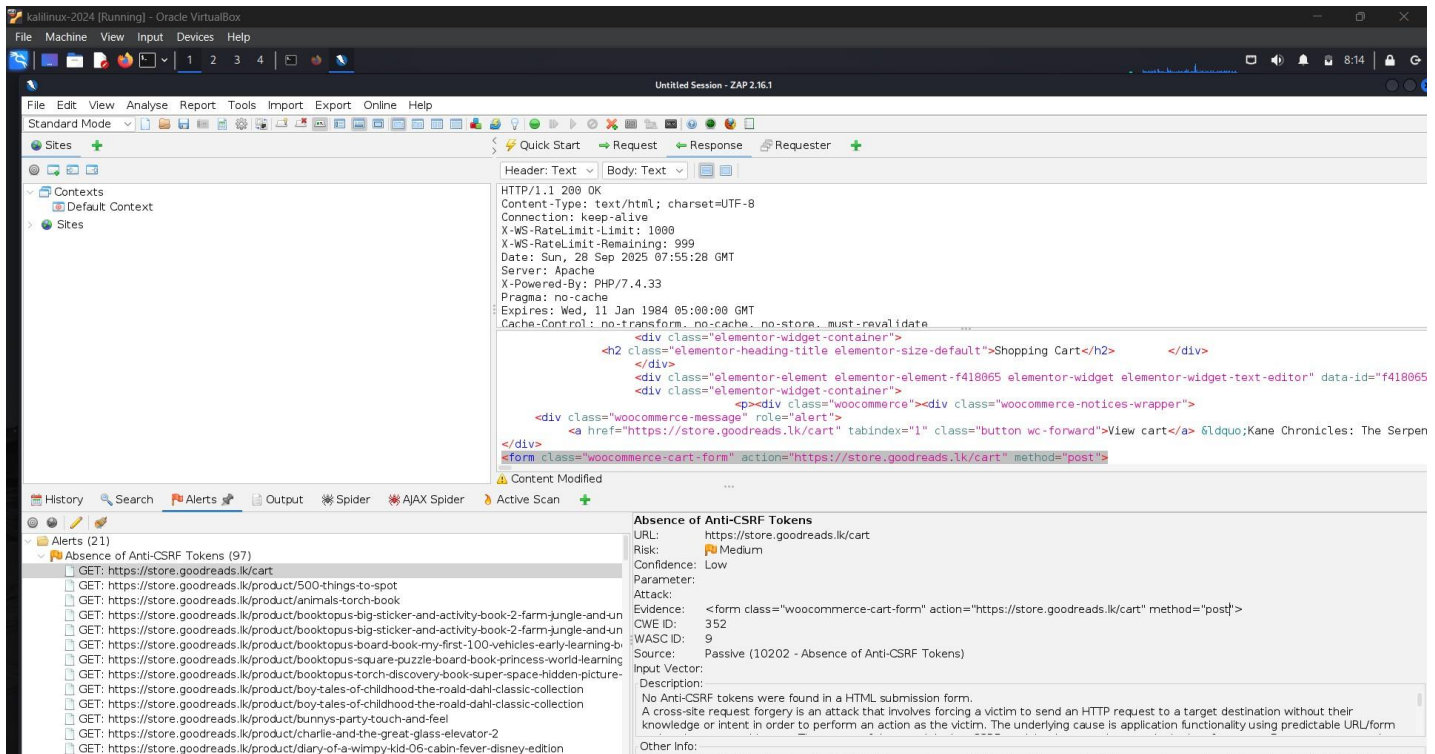 kalilinux-2024 [Running] - Oracle VirtualBox
File Machine View Input Devices Help
1 2 3 4
8:14
Untitled Session - ZAP 2.16.1
File Edit View Analyse Report Tools Import Export Online Help
Standard Mode
Sites
Quick Start Request Response Requester
Header: Text Body: Text
Contexts
Default Context
Sites
HTTP/1.1 200 OK
Content-Type: text/html; charset=UTF-8
Connection: keep-alive
X-WS-RateLimit-Limit: 1000
X-WS-RateLimit-Remaining: 999
Date: Sun, 28 Sep 2025 07:55:28 GMT
Server: Apache
X-Powered-By: PHP/7.4.33
Pragma: no-cache
Expires: Wed, 11 Jan 1984 05:00:00 GMT
Cache-Control: no-transform, no-cache, no-store, must-revalidate
<div class="elementor-widget-container">
<h2 class="elementor-heading-title elementor-size-default">Shopping Cart</h2> </div>
</div>
<div class="elementor-element elementor-element-f418065 elementor-widget elementor-widget-text-editor" data-id="f418065
<div class="elementor-widget-container">
<p><div class="woocommerce"><div class="woocommerce-notices-wrapper">
<div class="woocommerce-message" role="alert">
<a href="https://store.goodreads.lk/cart" tabindex="1" class="button wc-forward">View cart</a> &ldquo;Kane Chronicles: The Serpen
</div>
<form class="woocommerce-cart-form" action="https://store.goodreads.lk/cart" method="post">
Content Modified
History Search Alerts Output Spider AJAX Spider Active Scan
Alerts (21)
Absence of Anti-CSRF Tokens (97)
GET: https://store.goodreads.lk/cart
GET: https://store.goodreads.lk/product/500-things-to-spot
GET: https://store.goodreads.lk/product/animals-torch-book
GET: https://store.goodreads.lk/product/booktopus-big-sticker-and-activity-book-2-farm-jungle-and-un
GET: https://store.goodreads.lk/product/booktopus-big-sticker-and-activity-book-2-farm-jungle-and-un
GET: https://store.goodreads.lk/product/booktopus-board-book-my-first-100-vehicles-early-learning-b
GET: https://store.goodreads.lk/product/booktopus-square-puzzle-board-book-princess-world-learning
GET: https://store.goodreads.lk/product/booktopus-torch-discovery-book-super-space-hidden-picture-
GET: https://store.goodreads.lk/product/boy-tales-of-childhood-the-roald-dahl-classic-collection
GET: https://store.goodreads.lk/product/boy-tales-of-childhood-the-roald-dahl-classic-collection
GET: https://store.goodreads.lk/product/bunnys-party-touch-and-feel
GET: https://store.goodreads.lk/product/charlie-and-the-great-glass-elevator-2
GET: https://store.goodreads.lk/product/diary-of-a-wimpy-kid-06-cabin-fever-disney-edition
Absence of Anti-CSRF Tokens
URL: https://store.goodreads.lk/cart
Risk: Medium
Confidence: Low
Parameter:
Attack:
Evidence: <form class="woocommerce-cart-form" action="https://store.goodreads.lk/cart" method="post">
CWE ID: 352
WASC ID: 9
Source: Passive (10202 - Absence of Anti-CSRF Tokens)
Input Vector:
Description:
No Anti-CSRF tokens were found in a HTML submission form.
A cross-site request forgery is an attack that involves forcing a victim to send an HTTP request to a target destination without their
knowledge or intent in order to perform an action as the victim. The underlying cause is application functionality using predictable URL/form
Other Info: